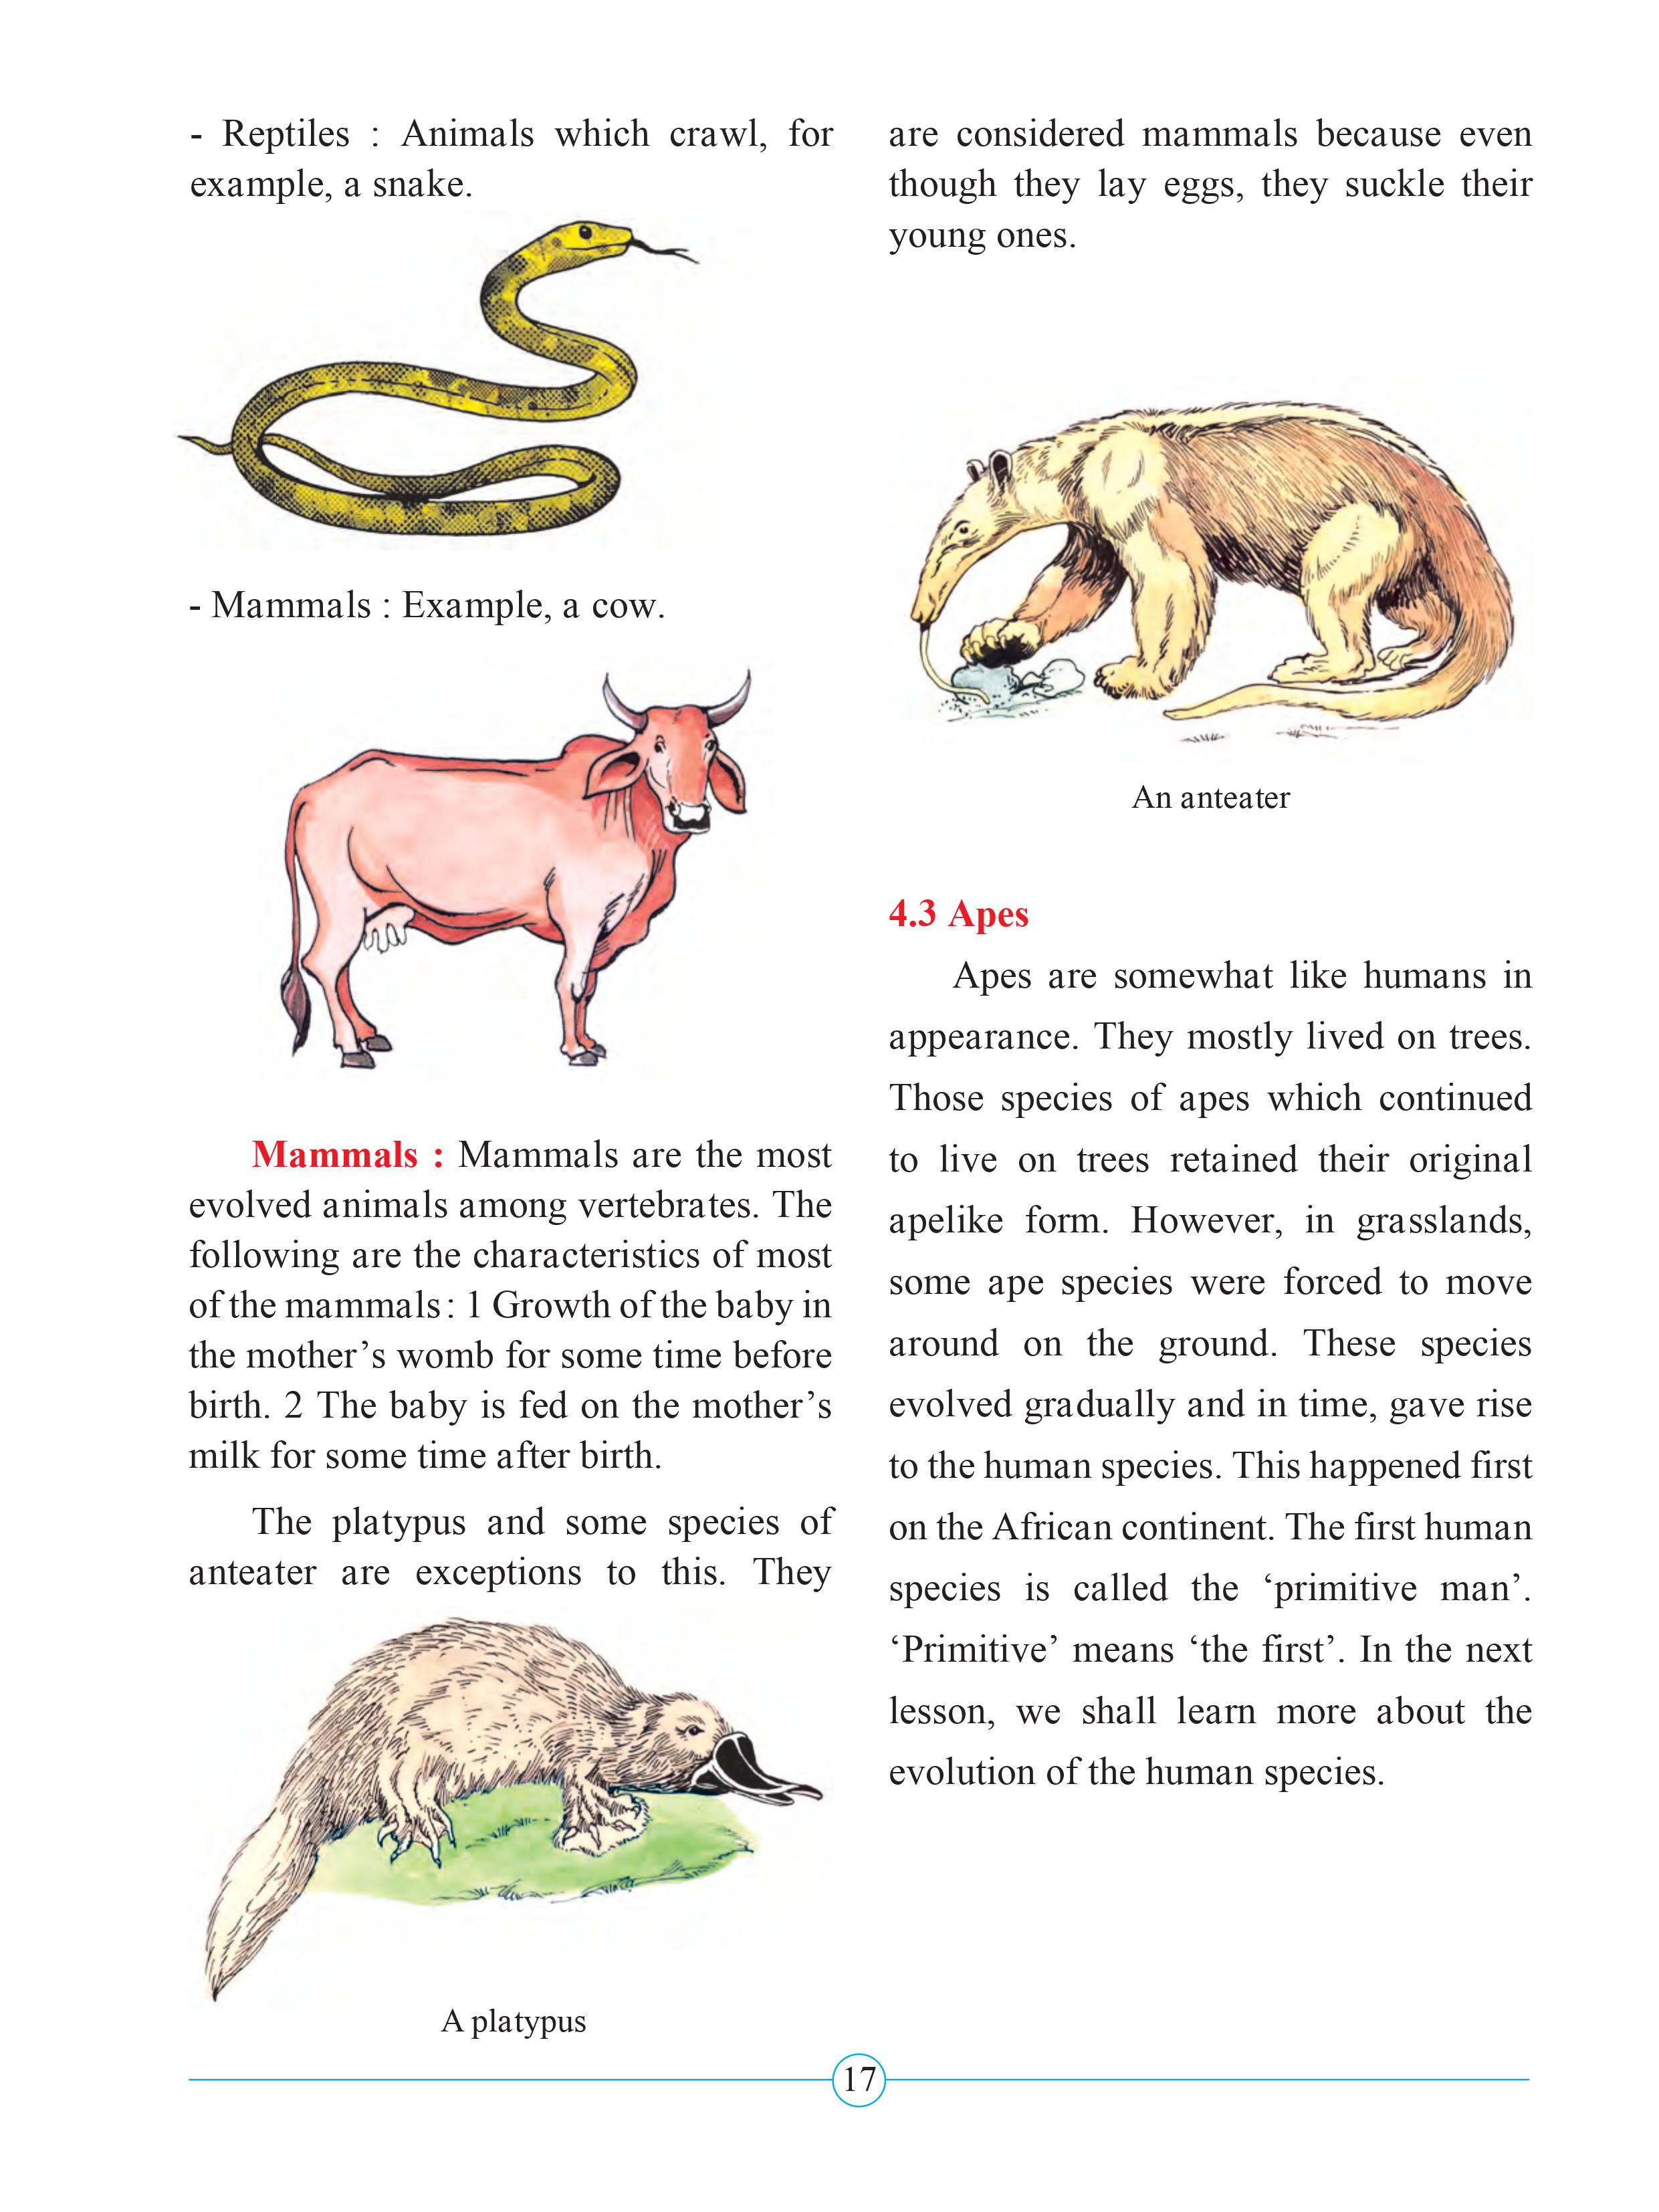 - Reptiles : Animals which crawl, for
example, a snake.
- Mammals : Example, a cow.
Mammals : Mammals are the most
evolved animals among vertebrates. The
following are the characteristics of most
of the mammals : 1 Growth of the baby in
the mother’s womb for some time before
birth. 2 The baby is fed on the mother’s
milk for some time after birth.
The platypus and some species of
anteater are exceptions to this. They
A platypus
are considered mammals because even
though they lay eggs, they suckle their
young ones.
An anteater
4.3 Apes
Apes are somewhat like humans in
appearance. They mostly lived on trees.
Those species of apes which continued
to live on trees retained their original
apelike form. However, in grasslands,
some ape species were forced to move
around on the ground. These species
evolved gradually and in time, gave rise
to the human species. This happened first
on the African continent. The first human
species is called the ‘primitive man’.
‘Primitive’ means ‘the first’. In the next
lesson, we shall learn more about the
evolution of the human species.
17